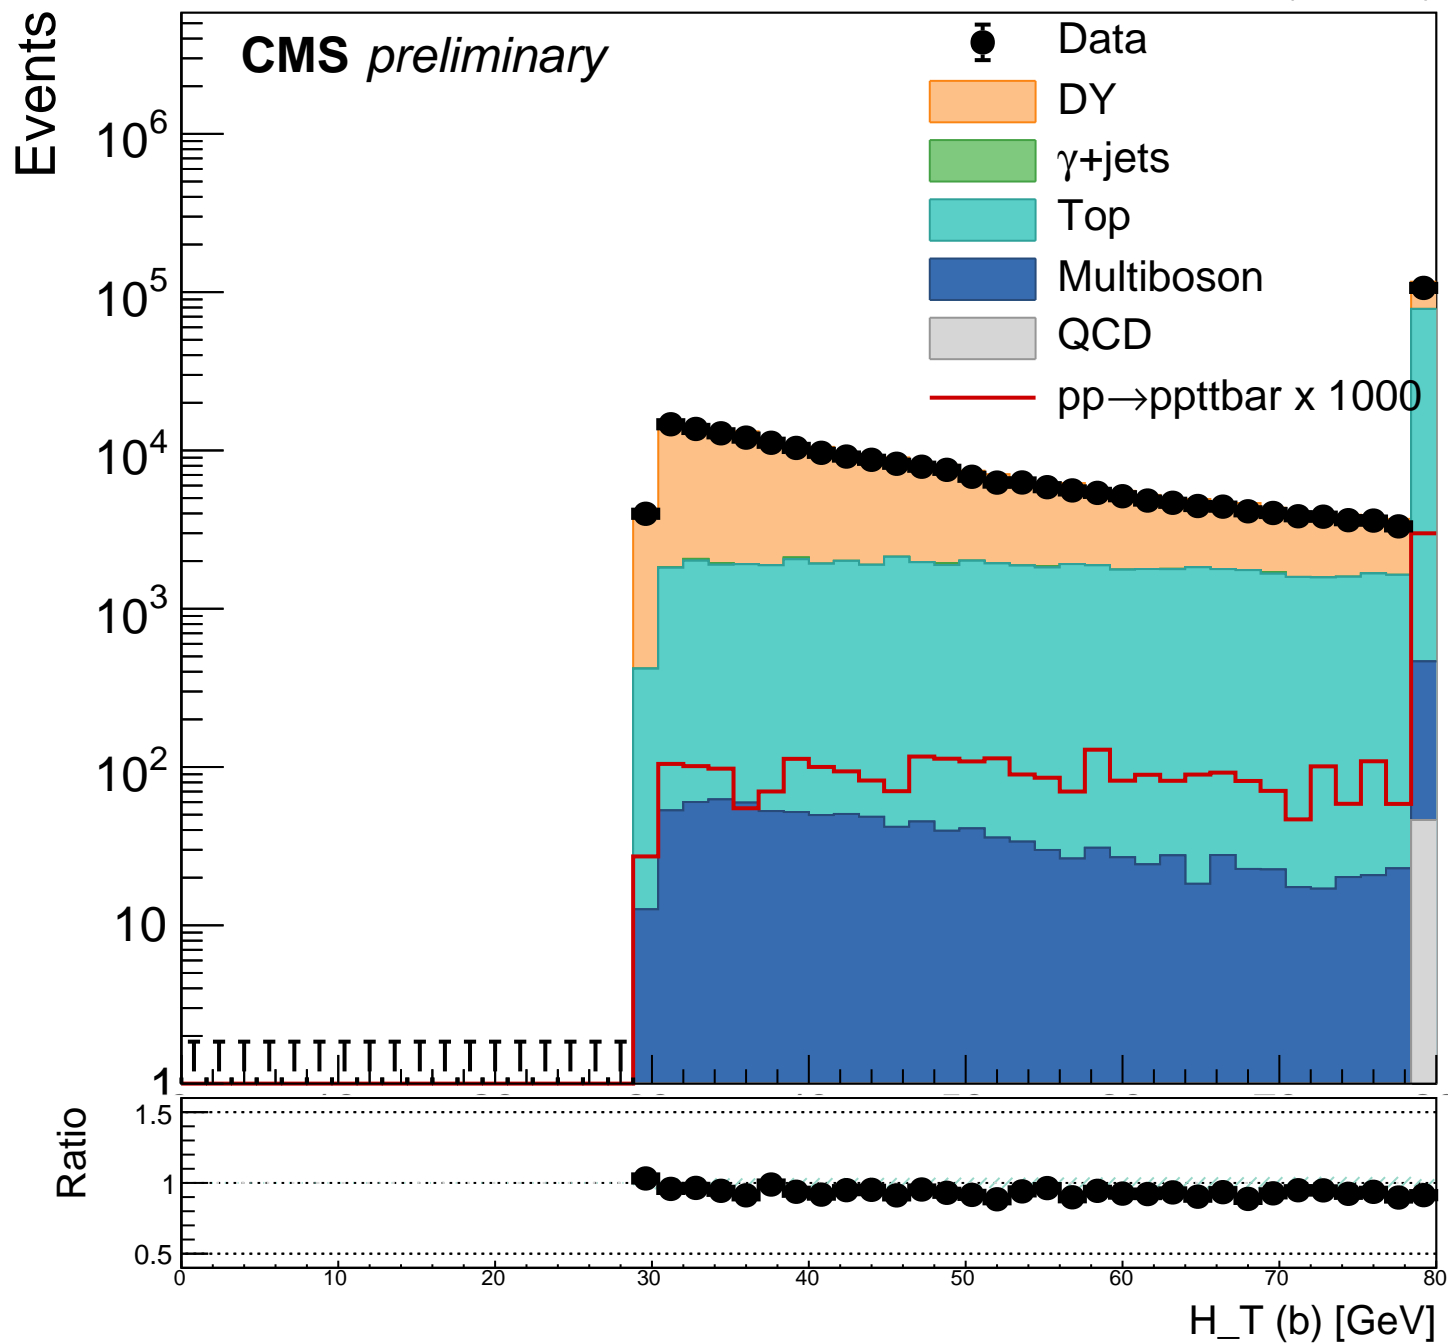 CMS preliminary
Events
10^6
10^5
10^4
10^3
10^2
10
1
Data
DY
γ+jets
Top
Multiboson
QCD
pp→ppttbar x 1000
Ratio
1.5
1
0.5
0 10 20 30 40 50 60 70 80
H_T (b) [GeV]